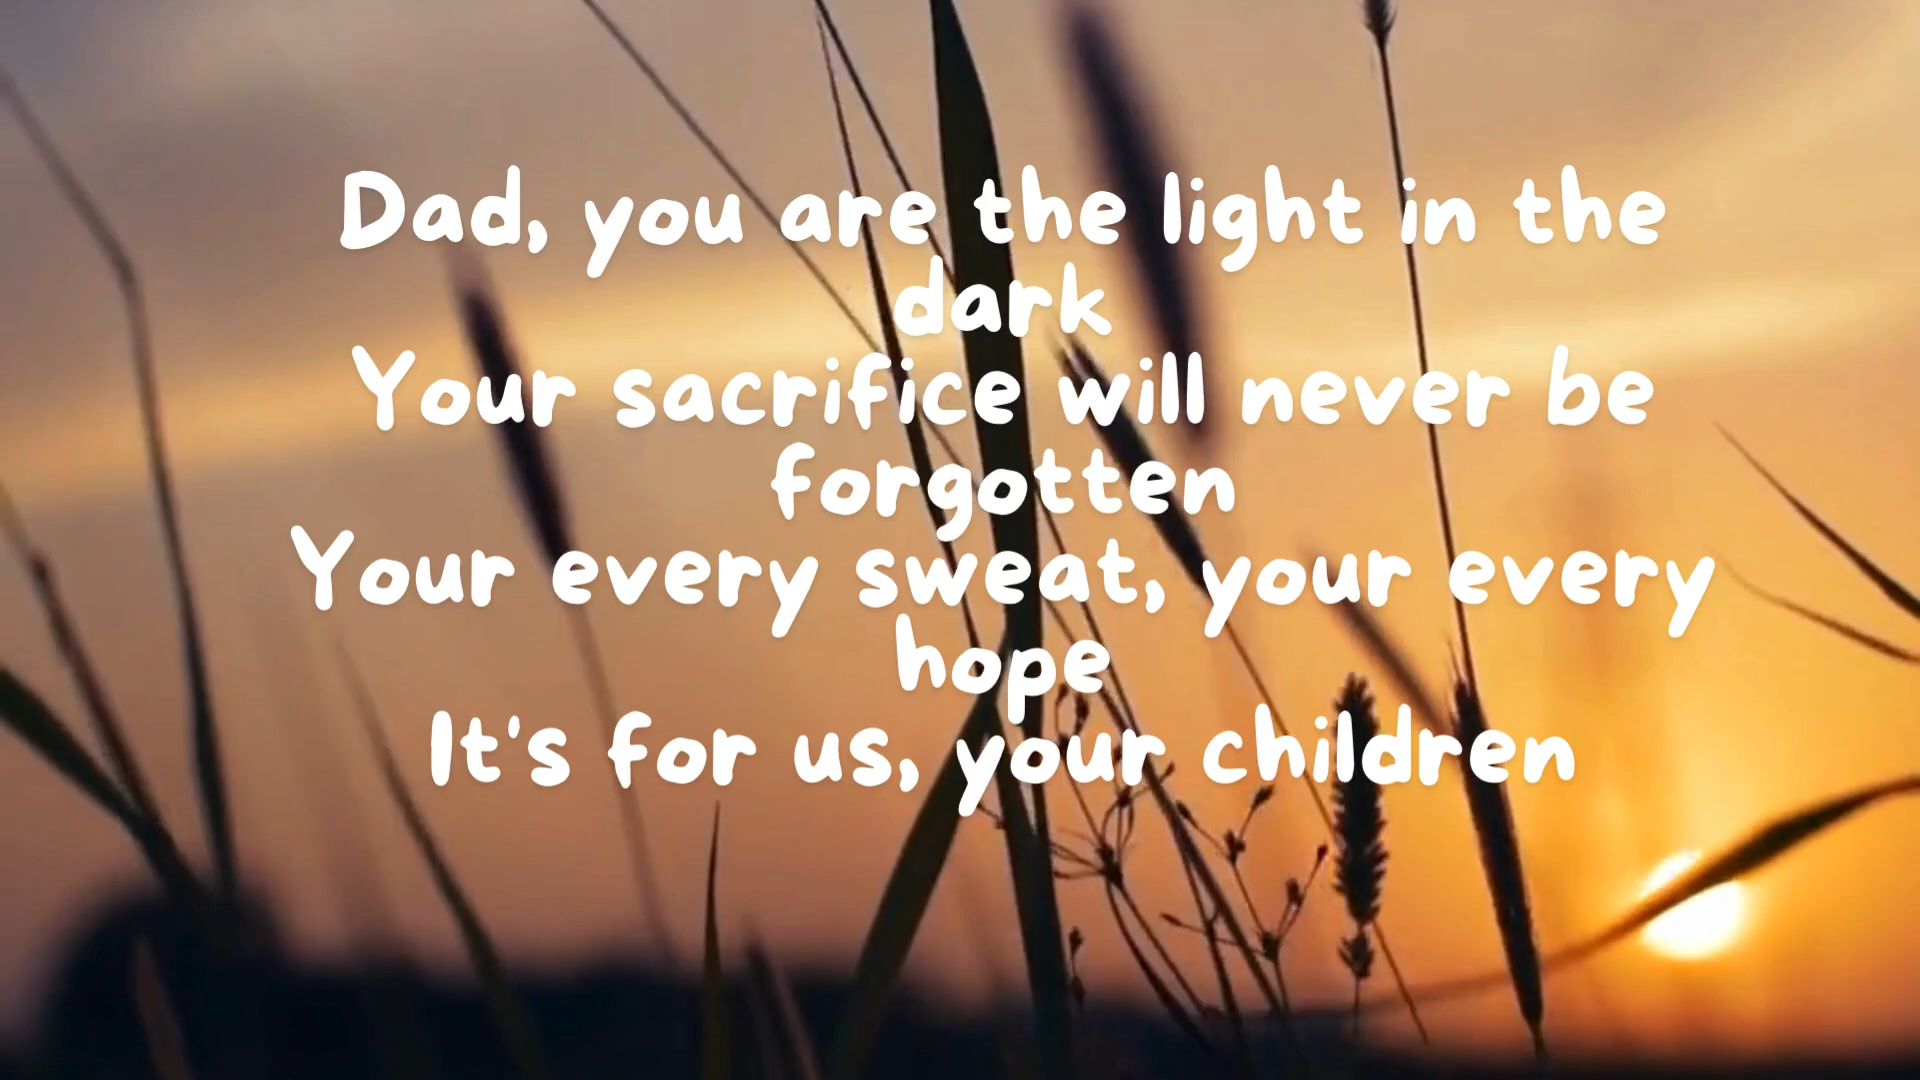 Dad, you are the light in the
dark
Your sacrifice will never be
forgotten
Your every sweat, your every
hope
It's for us, your children